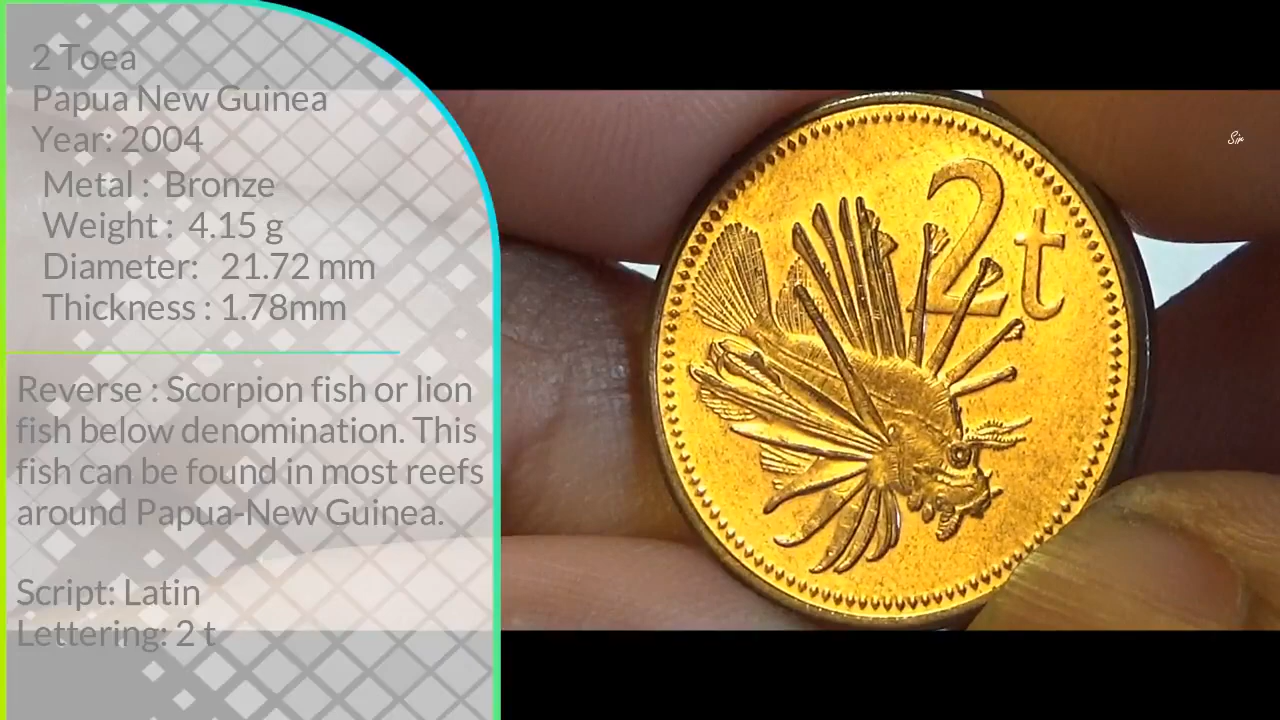 2 Toea
Papua New Guinea
Year: 2004
Metal : Bronze
Weight : 4.15 g
Diameter: 21.72 mm
Thickness : 1.78mm
Reverse : Scorpion fish or lion
fish below denomination. This
fish can be found in most reefs
around Papua-New Guinea.
Script: Latin
Lettering: 2 t
2t
Sir